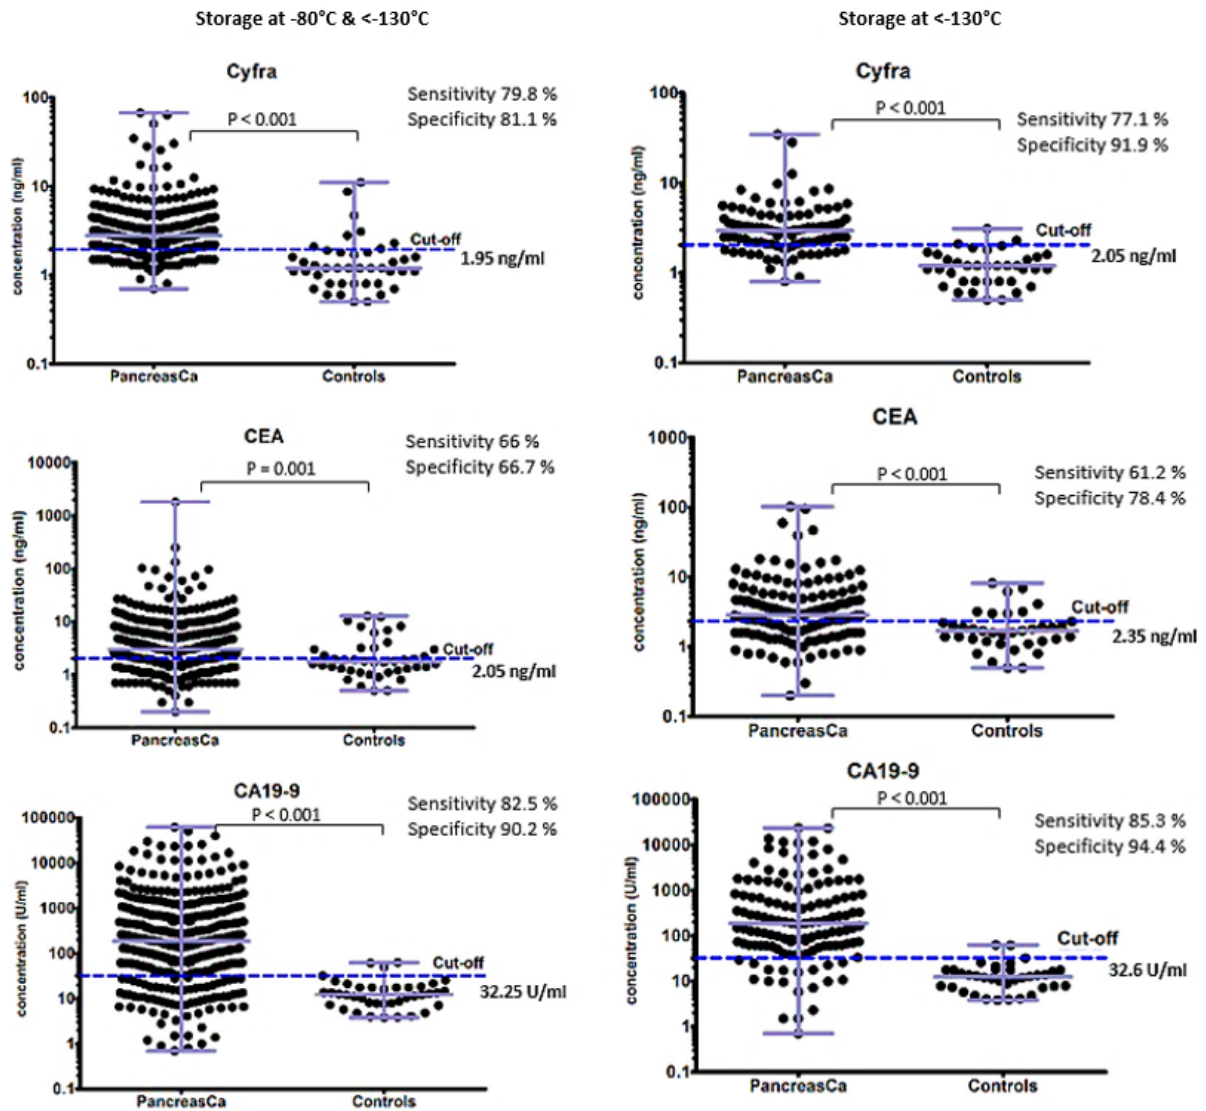 Storage at -80°C & <-130°C
Storage at <-130°C
Cyfra
Sensitivity 79.8 %
Specificity 81.1 %
P < 0.001
concentration (ng/ml)
100
10
1
0.1
Cut-off
1.95 ng/ml
PancreasCa
Controls
Cyfra
Sensitivity 77.1 %
Specificity 91.9 %
P < 0.001
concentration (ng/ml)
100
10
1
0.1
Cut-off
2.05 ng/ml
PancreasCa
Controls
CEA
Sensitivity 66 %
Specificity 66.7 %
P = 0.001
concentration (ng/ml)
10000
1000
100
10
1
0.1
Cut-off
2.05 ng/ml
PancreasCa
Controls
CEA
Sensitivity 61.2 %
Specificity 78.4 %
P < 0.001
concentration (ng/ml)
1000
100
10
1
0.1
Cut-off
2.35 ng/ml
PancreasCa
Controls
CA19-9
Sensitivity 82.5 %
Specificity 90.2 %
P < 0.001
concentration (U/ml)
100000
10000
1000
100
10
1
0.1
Cut-off
32.25 U/ml
PancreasCa
Controls
CA19-9
Sensitivity 85.3 %
Specificity 94.4 %
P < 0.001
concentration (U/ml)
100000
10000
1000
100
10
1
0.1
Cut-off
32.6 U/ml
PancreasCa
Controls